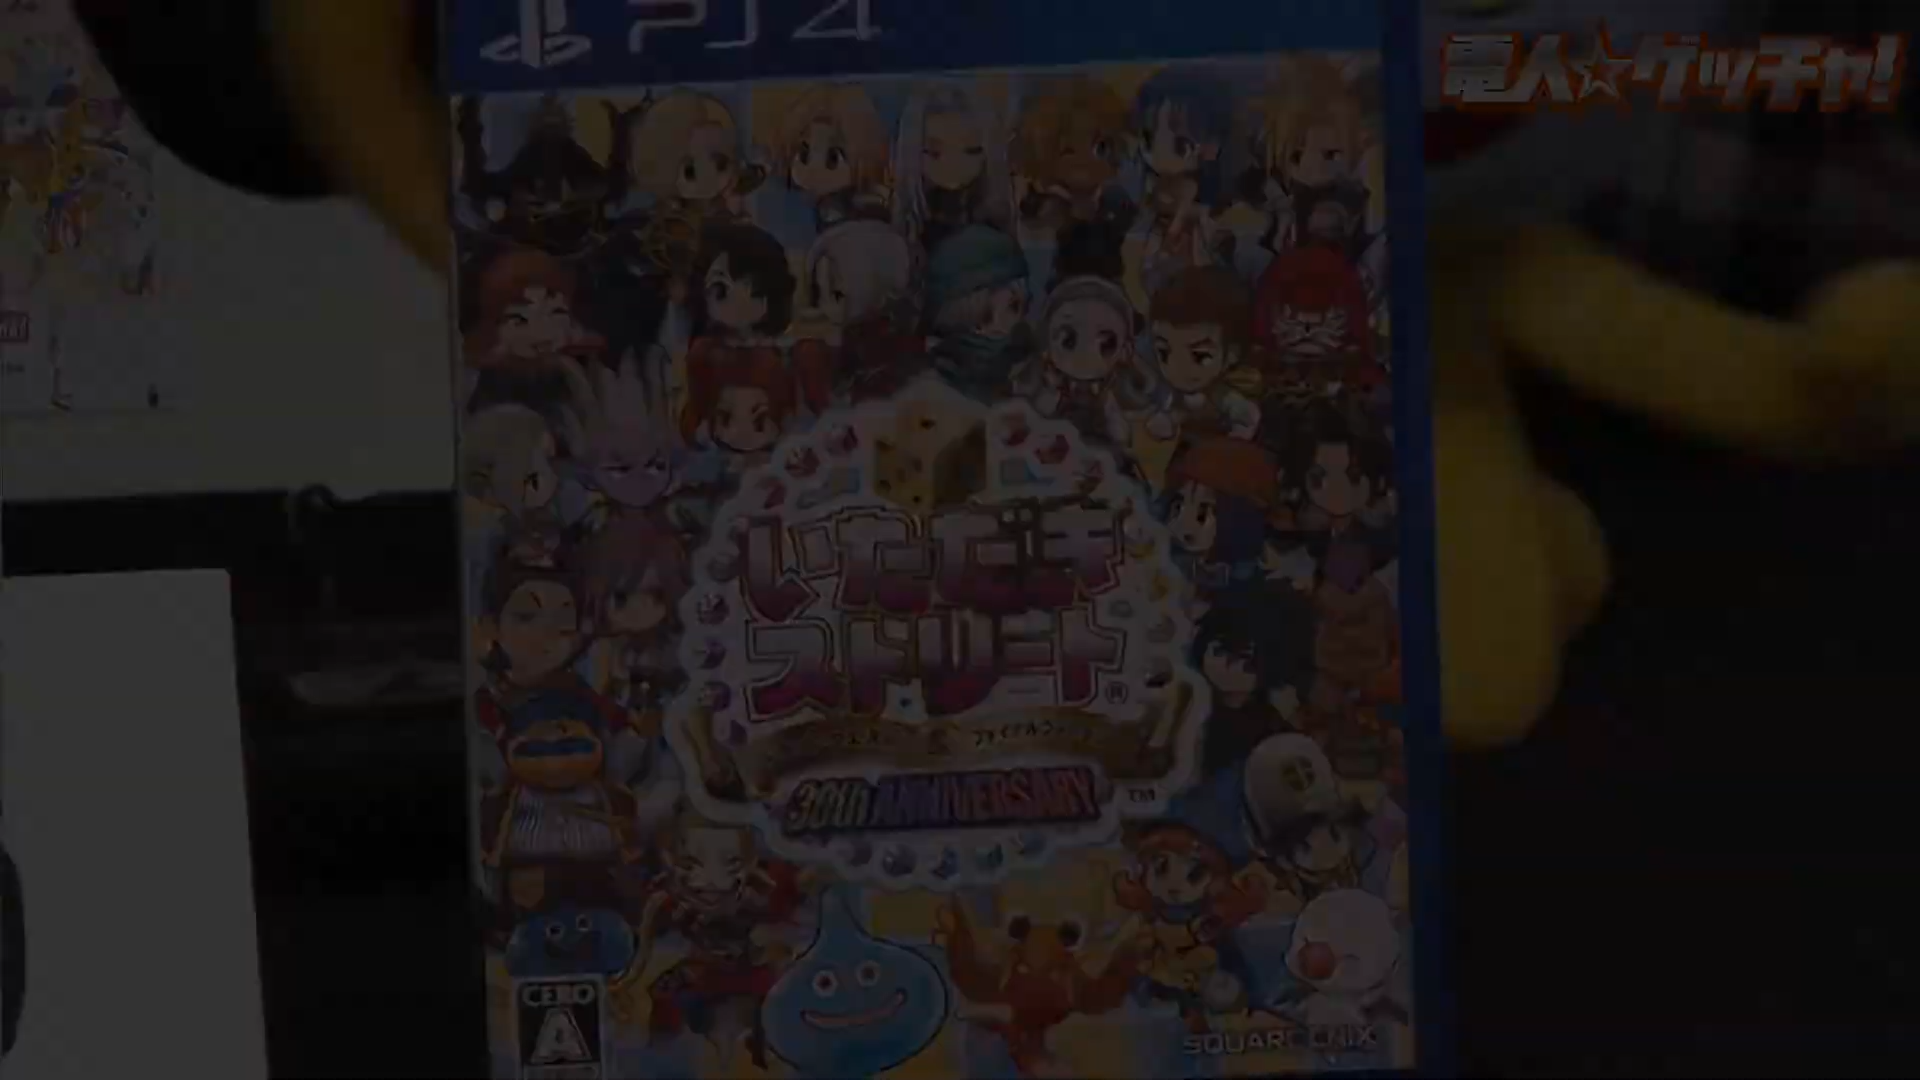 PS4
電人☆ゲッチャ!
いただき
ストリート®
30th ANNIVERSARY ™
CERO
A
SQUARE ENIX